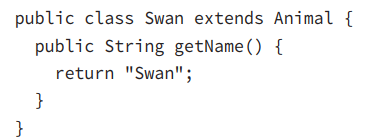 public class Swan extends Animal {
  public String getName() {
    return "Swan";
  }
}